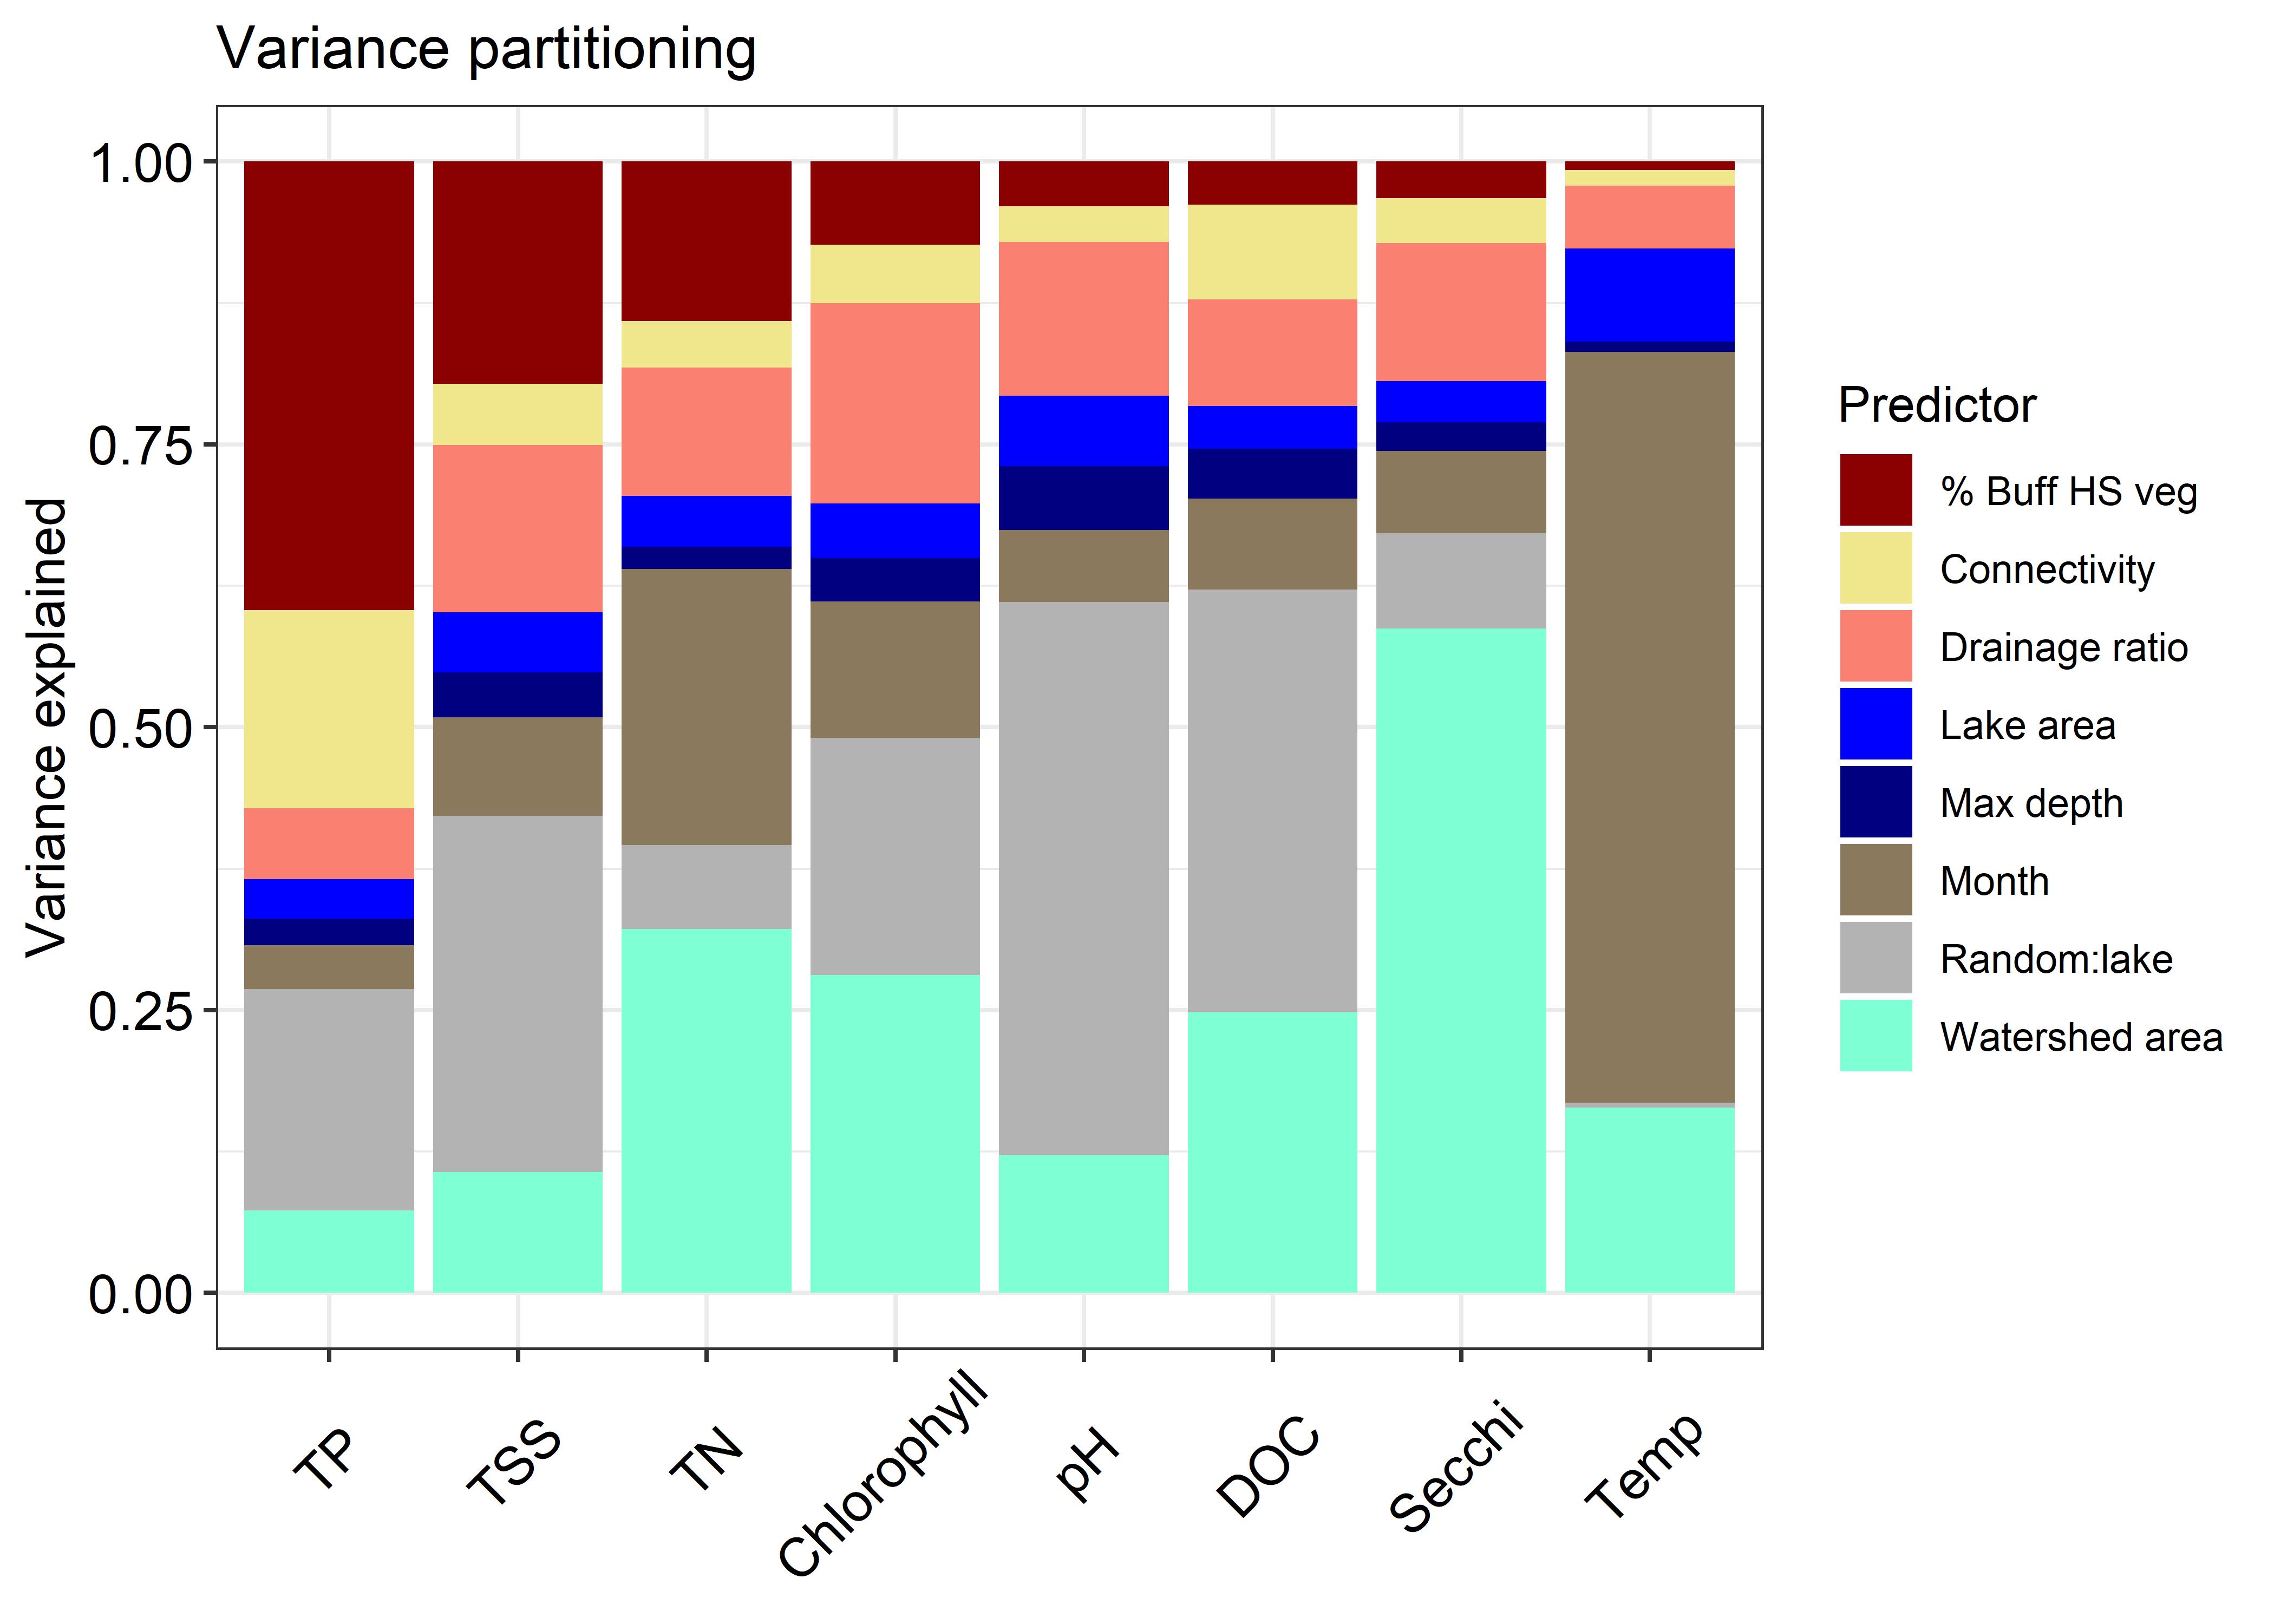 Variance partitioning
Variance explained
1.00
0.75
0.50
0.25
0.00
TP
TSS
TN
Chlorophyll
pH
DOC
Secchi
Temp
Predictor
% Buff HS veg
Connectivity
Drainage ratio
Lake area
Max depth
Month
Random:lake
Watershed area